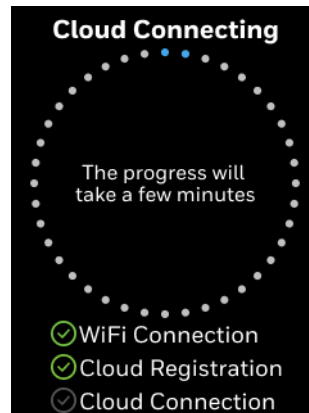 Cloud Connecting
The progress will
take a few minutes
WiFi Connection
Cloud Registration
Cloud Connection